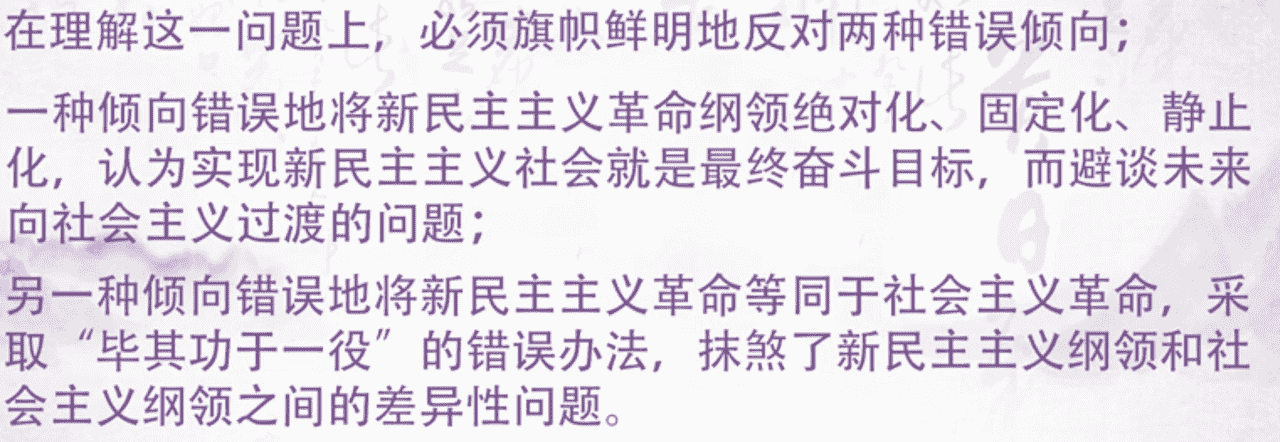 在理解这一问题上，必须旗帜鲜明地反对两种错误倾向；
一种倾向错误地将新民主主义革命纲领绝对化、固定化、静止
化，认为实现新民主主义社会就是最终奋斗目标，而避谈未来
向社会主义过渡的问题；
另一种倾向错误地将新民主主义革命等同于社会主义革命，采
取“毕其功于一役”的错误办法，抹煞了新民主主义纲领和社
会主义纲领之间的差异性问题。